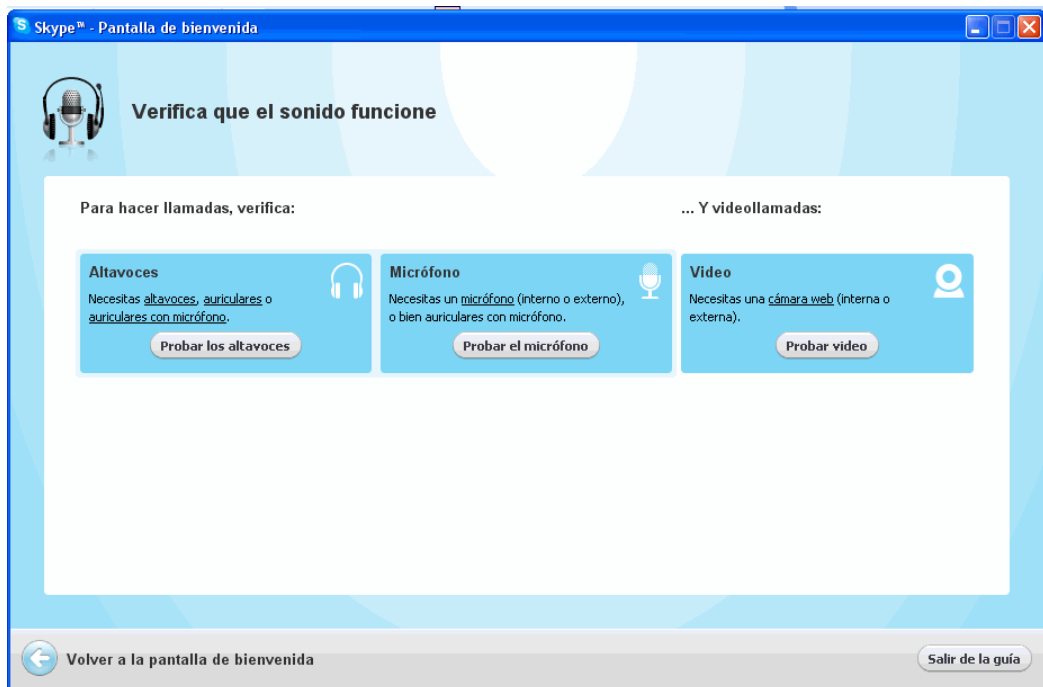 Skype™ - Pantalla de bienvenida
Verifica que el sonido funcione
Para hacer llamadas, verifica:
... Y videollamadas:
Altavoces
Necesitas altavoces, auriculares o
auriculares con micrófono.
Probar los altavoces
Micrófono
Necesitas un micrófono (interno o externo),
o bien auriculares con micrófono.
Probar el micrófono
Video
Necesitas una cámara web (interna o
externa).
Probar video
Volver a la pantalla de bienvenida
Salir de la guía